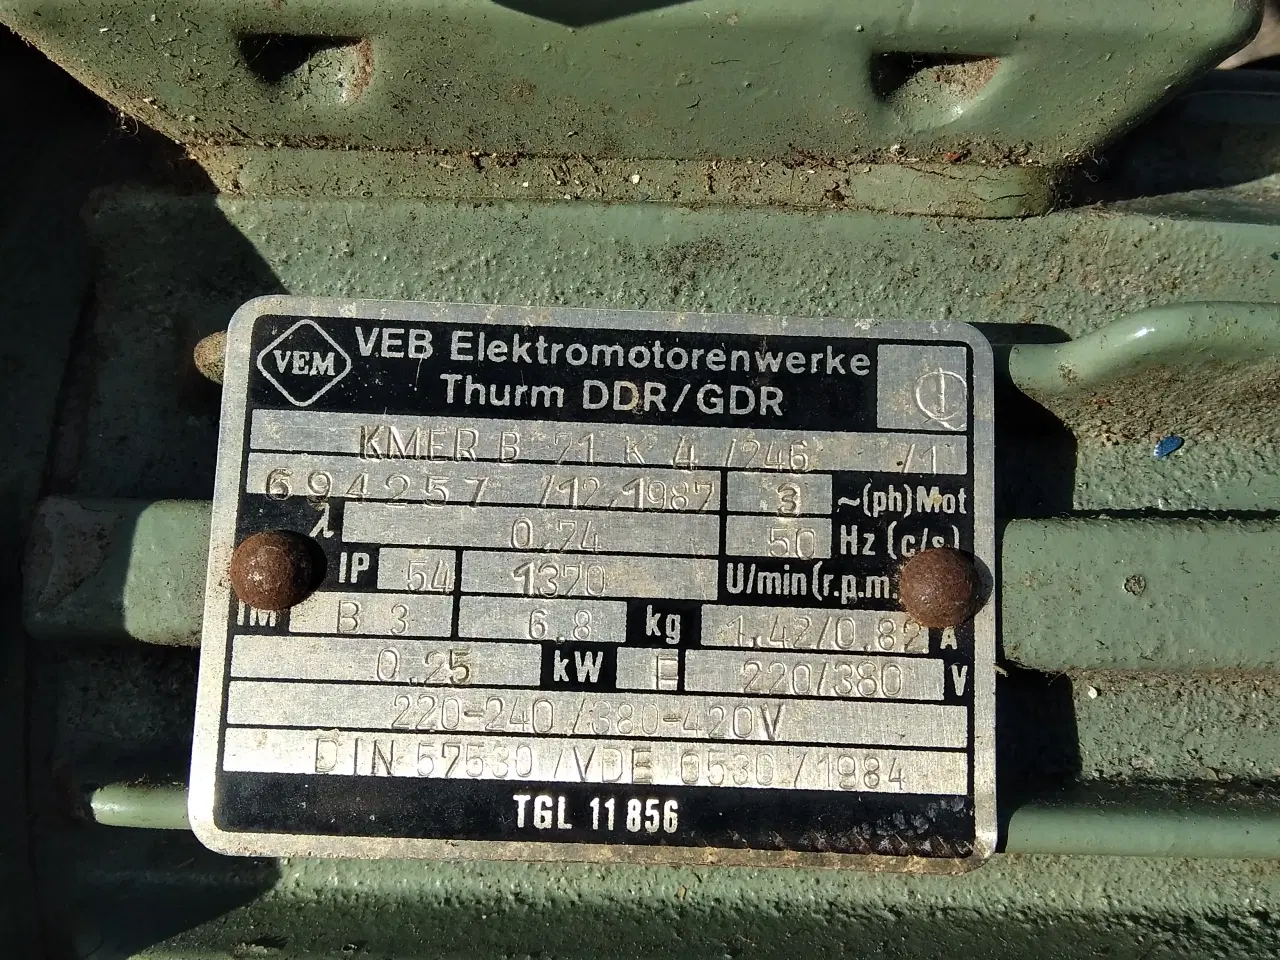 VEM VEB Elektromotorenwerke
Thurm DDR/GDR Q1
KMER B 71 K 4 /246 /1
694257 /12.1987 3 ~(ph)Mot
λ 0.74 50 Hz (c/s)
IP 54 1370 U/min(r.p.m.
IM B 3 6.8 kg 1.42/0.82 A
0.25 kW E 220/380 V
220-240/380-420V
DIN 57530/VDE 0530/1984
TGL 11 856